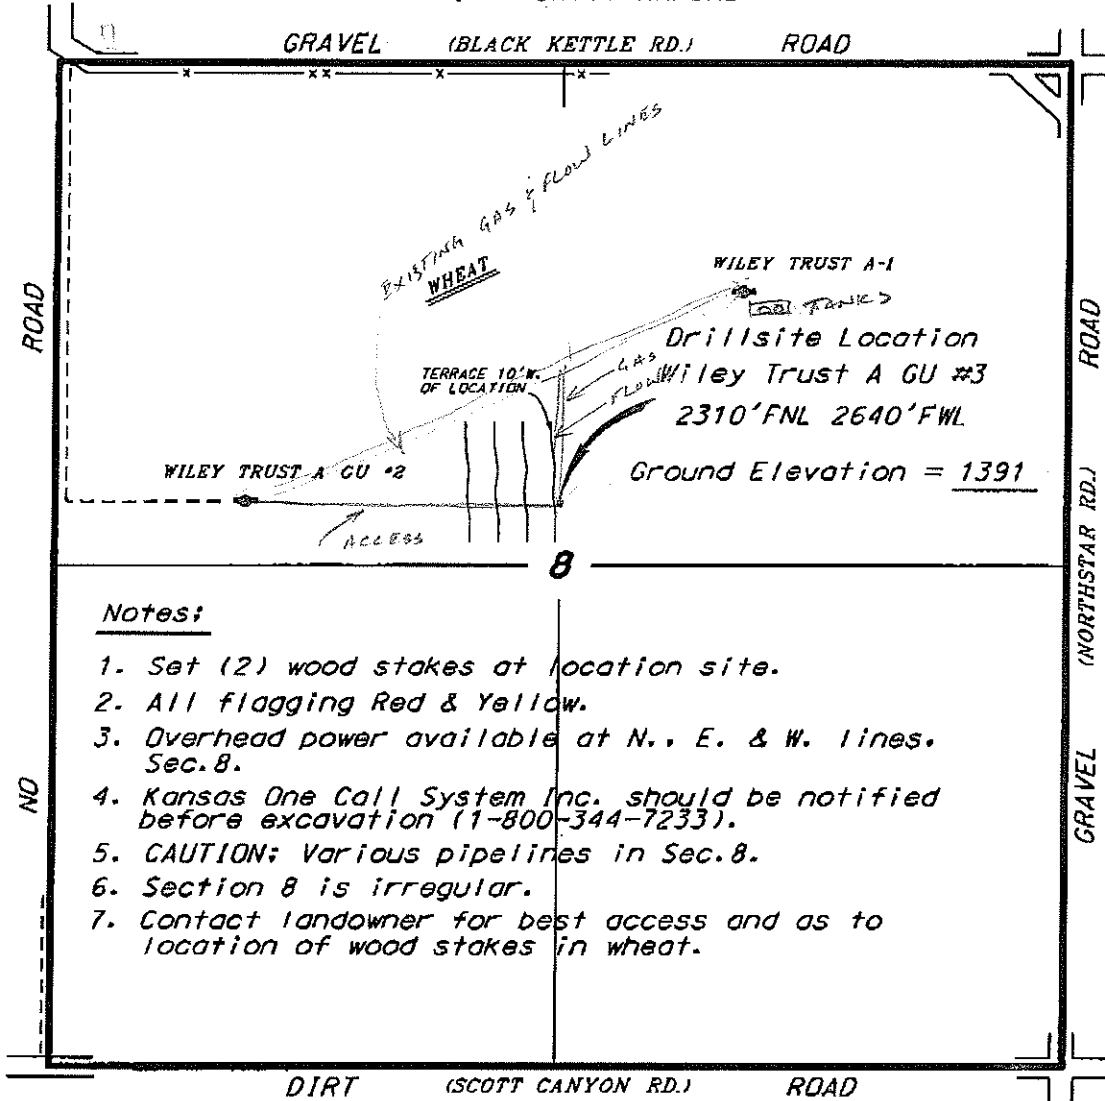 GRAVEL (BLACK KETTLE RD.) ROAD
EXISTING GAS & FLOW LINES
WHEAT
WILEY TRUST A-1
TANKS
ROAD
ROAD
Drillsite Location
TERRACE 10'W.
OF LOCATION
GAS
FLOW
Wiley Trust A GU #3
2310'FNL 2640'FWL
WILEY TRUST A GU #2
Ground Elevation = 1391
ACCESS
8
(NORTHSTAR RD.)
Notes:
1. Set (2) wood stakes at location site.
2. All flagging Red & Yellow.
3. Overhead power available at N., E. & W. lines.
Sec.8.
4. Kansas One Call System Inc. should be notified
before excavation (1-800-344-7233).
5. CAUTION: Various pipelines in Sec.8.
6. Section 8 is irregular.
7. Contact landowner for best access and as to
location of wood stakes in wheat.
NO
GRAVEL
DIRT (SCOTT CANYON RD.) ROAD